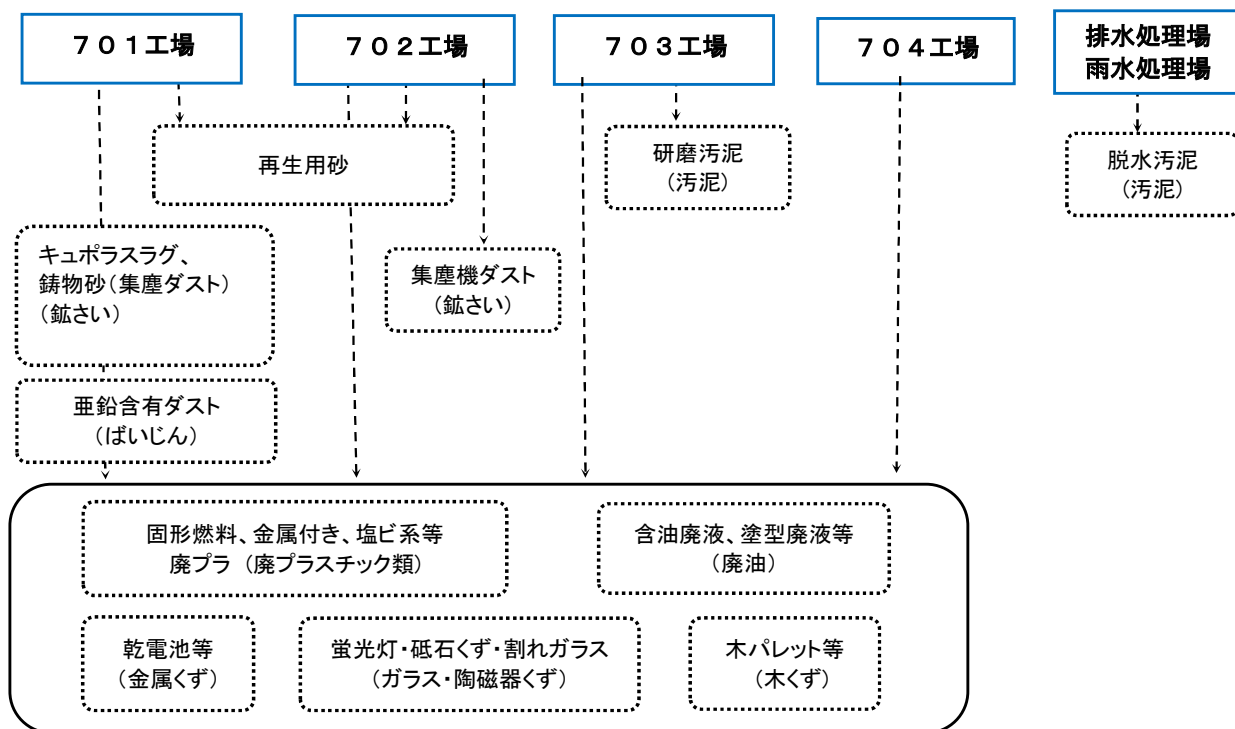 ７０１工場
７０２工場
７０３工場
７０４工場
排水処理場
雨水処理場
再生用砂
研磨汚泥
(汚泥)
脱水汚泥
(汚泥)
キュポラスラグ、
鋳物砂(集塵ダスト)
(鉱さい)
集塵機ダスト
(鉱さい)
亜鉛含有ダスト
(ばいじん)
固形燃料、金属付き、塩ビ系等
廃プラ (廃プラスチック類)
含油廃液、塗型廃液等
(廃油)
乾電池等
(金属くず)
蛍光灯・砥石くず・割れガラス
(ガラス・陶磁器くず)
木パレット等
(木くず)